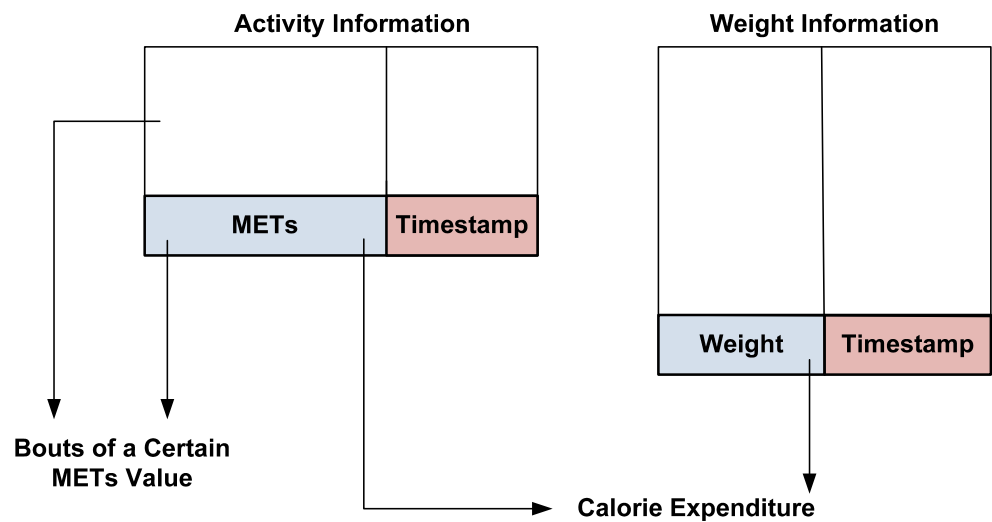 Activity Information
Weight Information
METs
Timestamp
Weight
Timestamp
Bouts of a Certain
METs Value
Calorie Expenditure